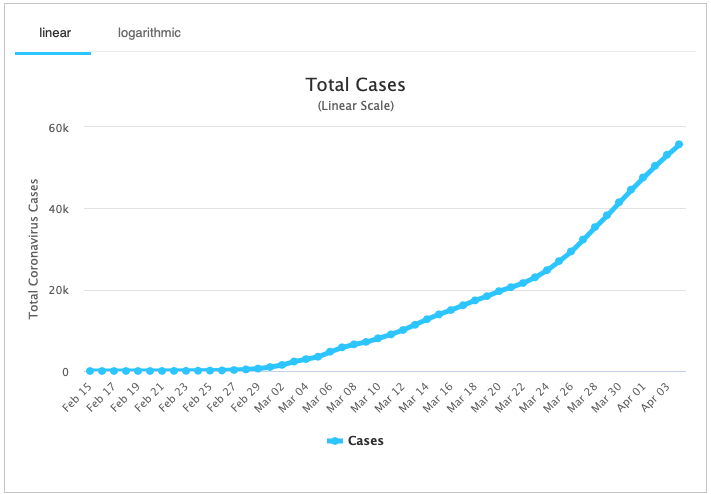 linear logarithmic
Total Cases
(Linear Scale)
Total Coronavirus Cases
60k
40k
20k
0
Feb 15 Feb 17 Feb 19 Feb 21 Feb 23 Feb 25 Feb 27 Feb 29 Mar 02 Mar 04 Mar 06 Mar 08 Mar 10 Mar 12 Mar 14 Mar 16 Mar 18 Mar 20 Mar 22 Mar 24 Mar 26 Mar 28 Mar 30 Apr 01 Apr 03
Cases